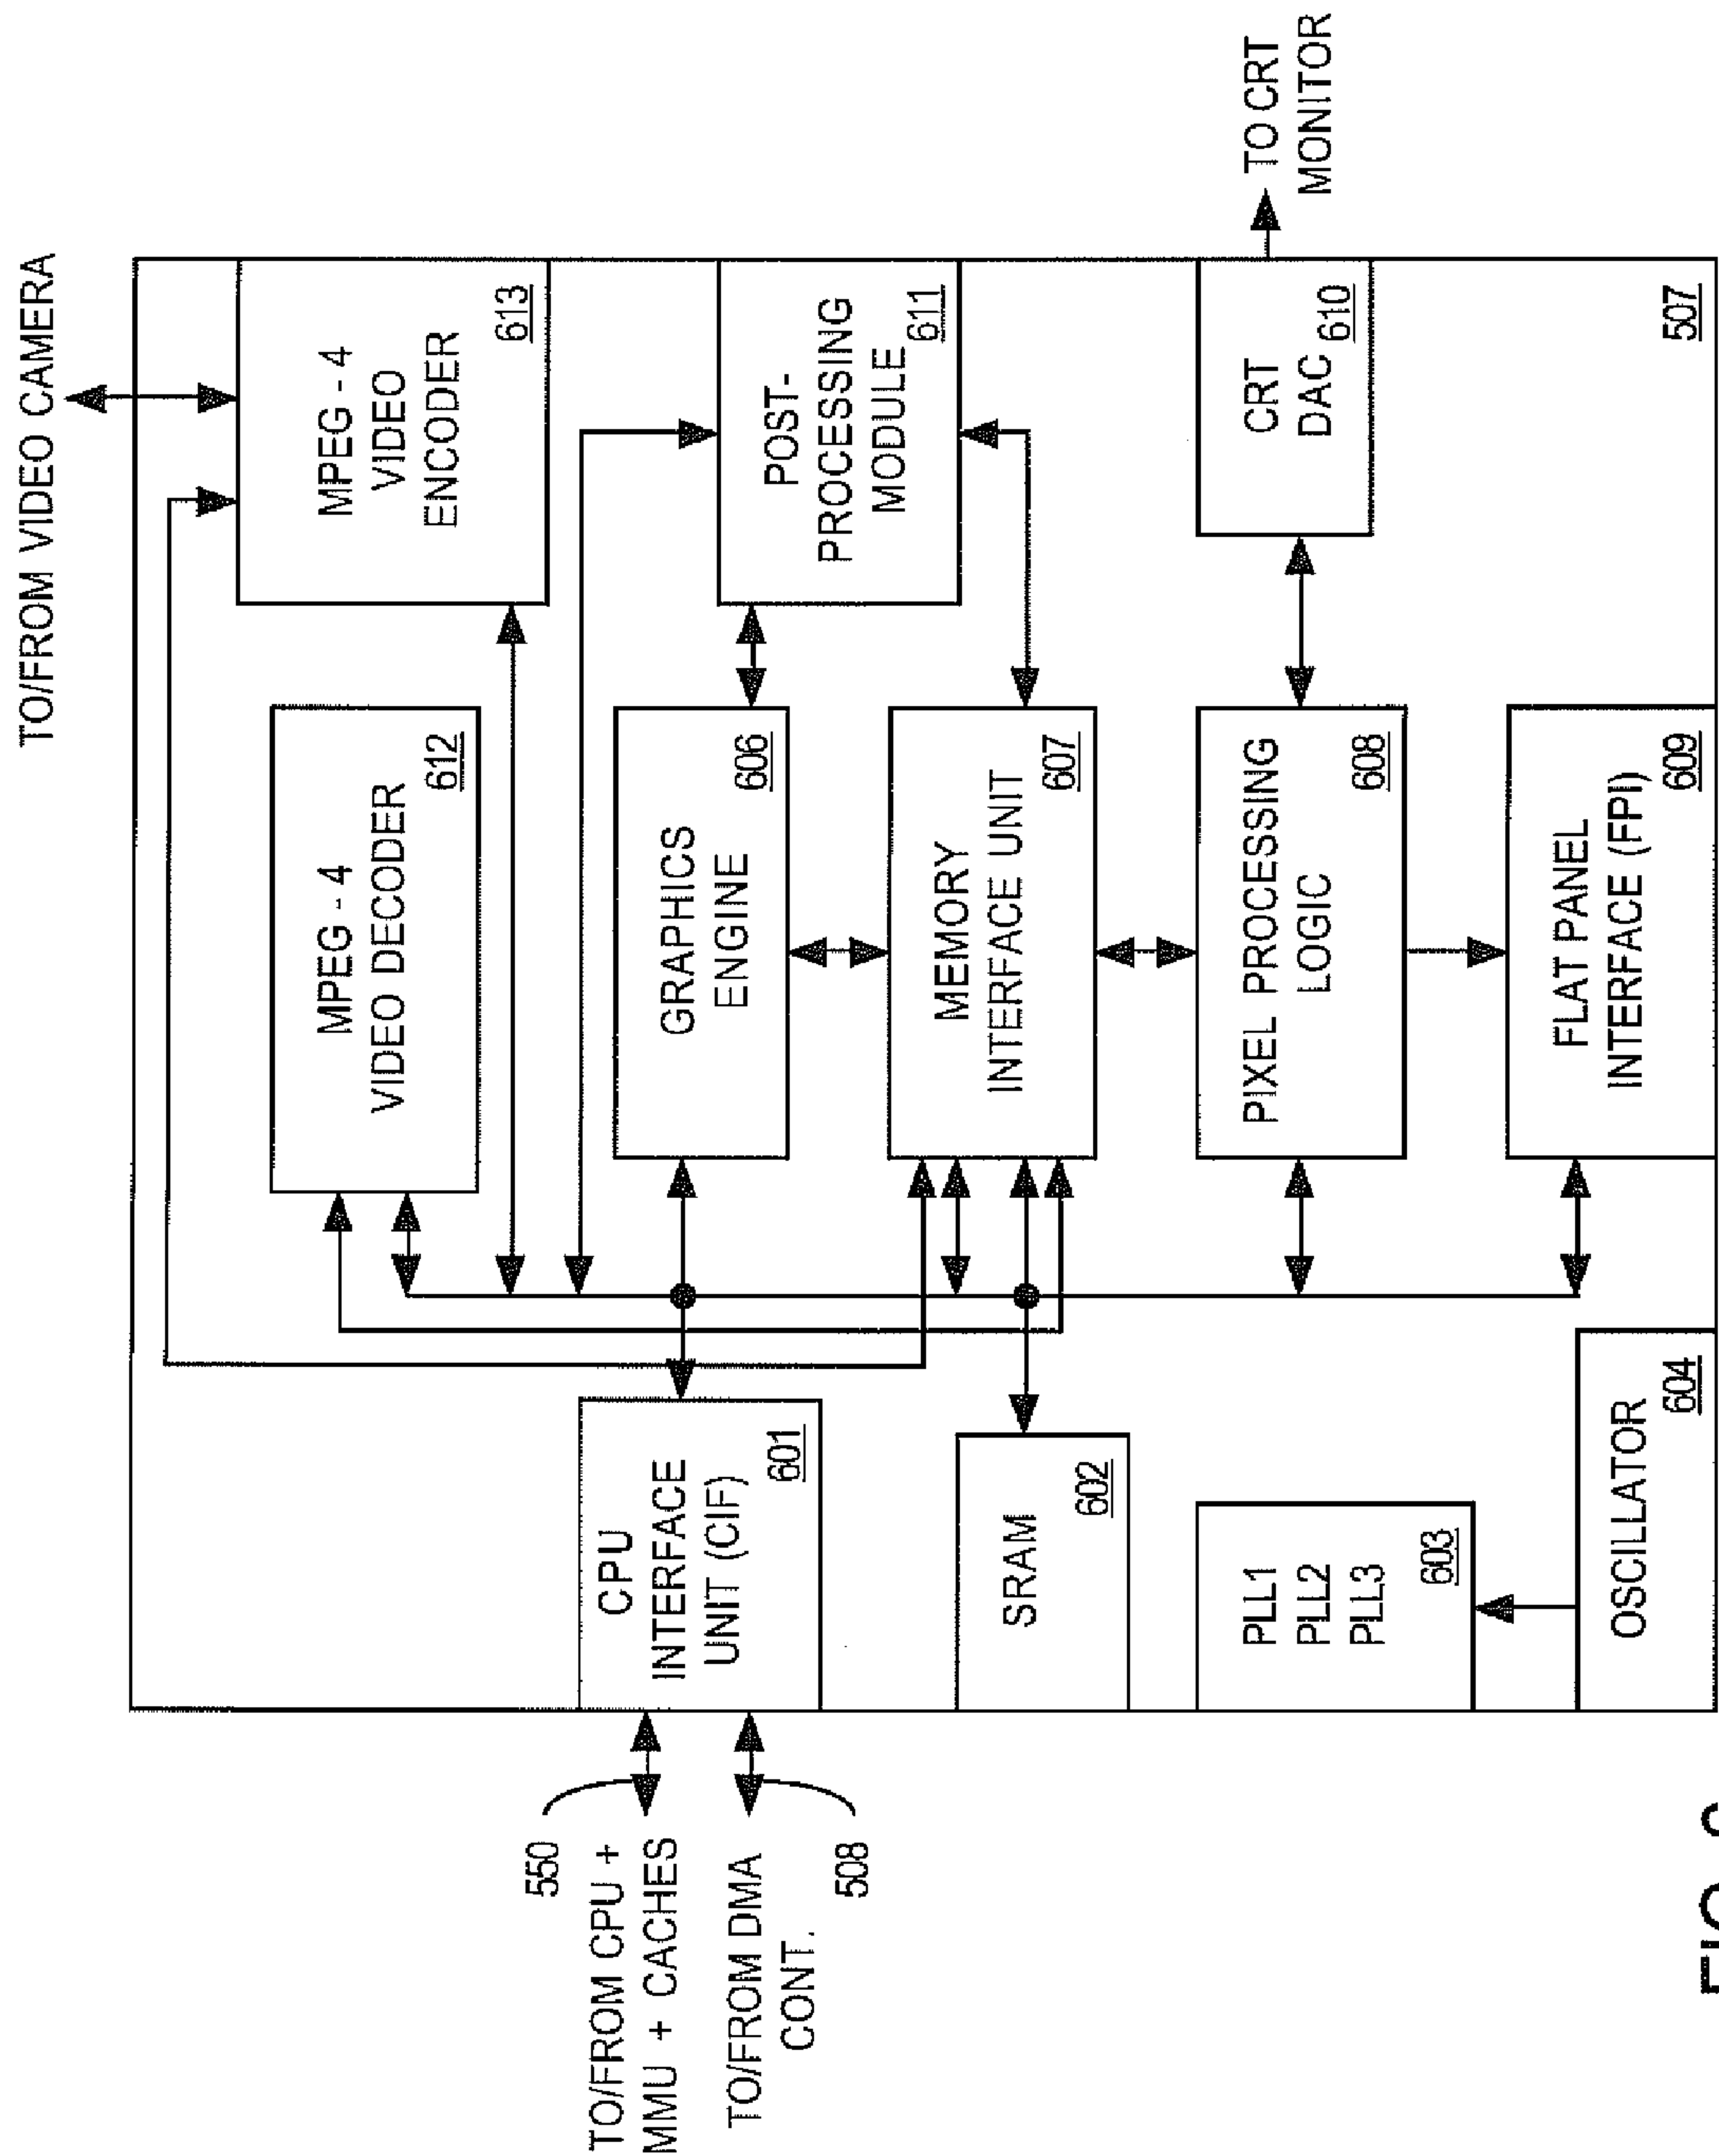 TO/FROM VIDEO CAMERA
MPEG - 4
VIDEO DECODER
612
MPEG - 4
VIDEO
ENCODER
613
550
TO/FROM CPU +
MMU + CACHES
TO/FROM DMA
CONT.
508
CPU
INTERFACE
UNIT (CIF)
601
GRAPHICS
ENGINE
606
POST-
PROCESSING
MODULE
611
SRAM
602
MEMORY
INTERFACE UNIT
607
PLL1
PLL2
PLL3
603
PIXEL PROCESSING
LOGIC
608
CRT
DAC
610
TO CRT
MONITOR
OSCILLATOR
604
FLAT PANEL
INTERFACE (FPI)
609
507